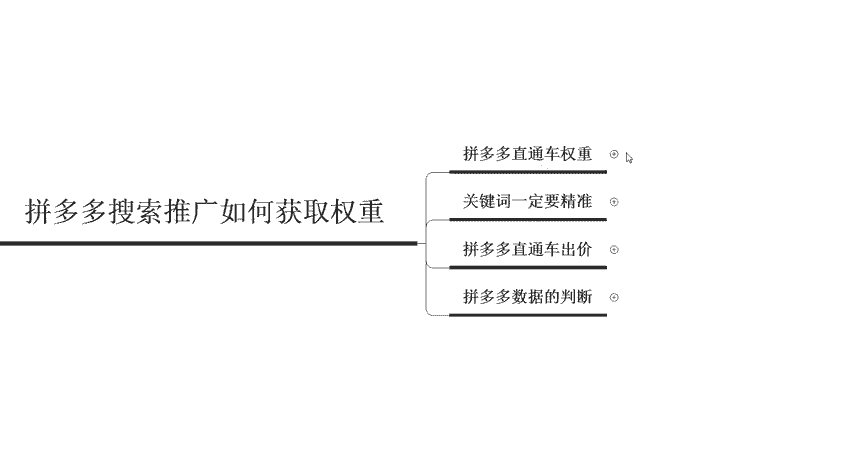 拼多多搜索推广如何获取权重
拼多多直通车权重
关键词一定要精准
拼多多直通车出价
拼多多数据的判断